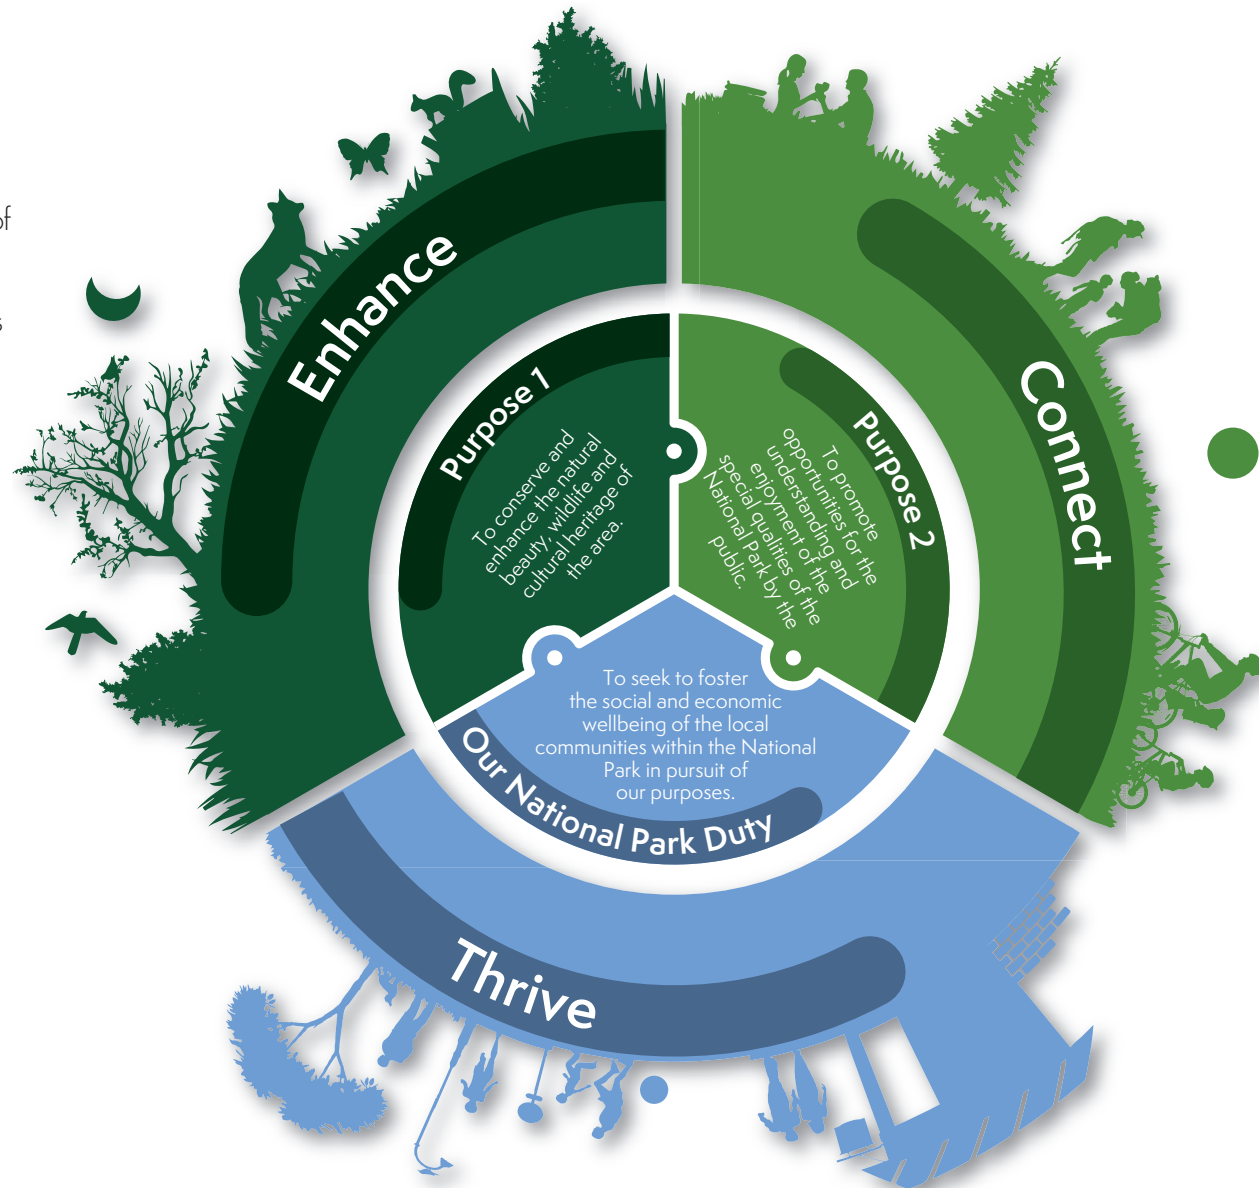 of
s
Enhance
Purpose 1
To conserve and
enhance the natural
beauty, wildlife and
cultural heritage of
the area.
Connect
Purpose 2
To promote
opportunities for the
understanding and
enjoyment of the
special qualities of the
National Park by the
public.
To seek to foster
the social and economic
wellbeing of the local
communities within the National
Park in pursuit of
our purposes.
Our National Park Duty
Thrive